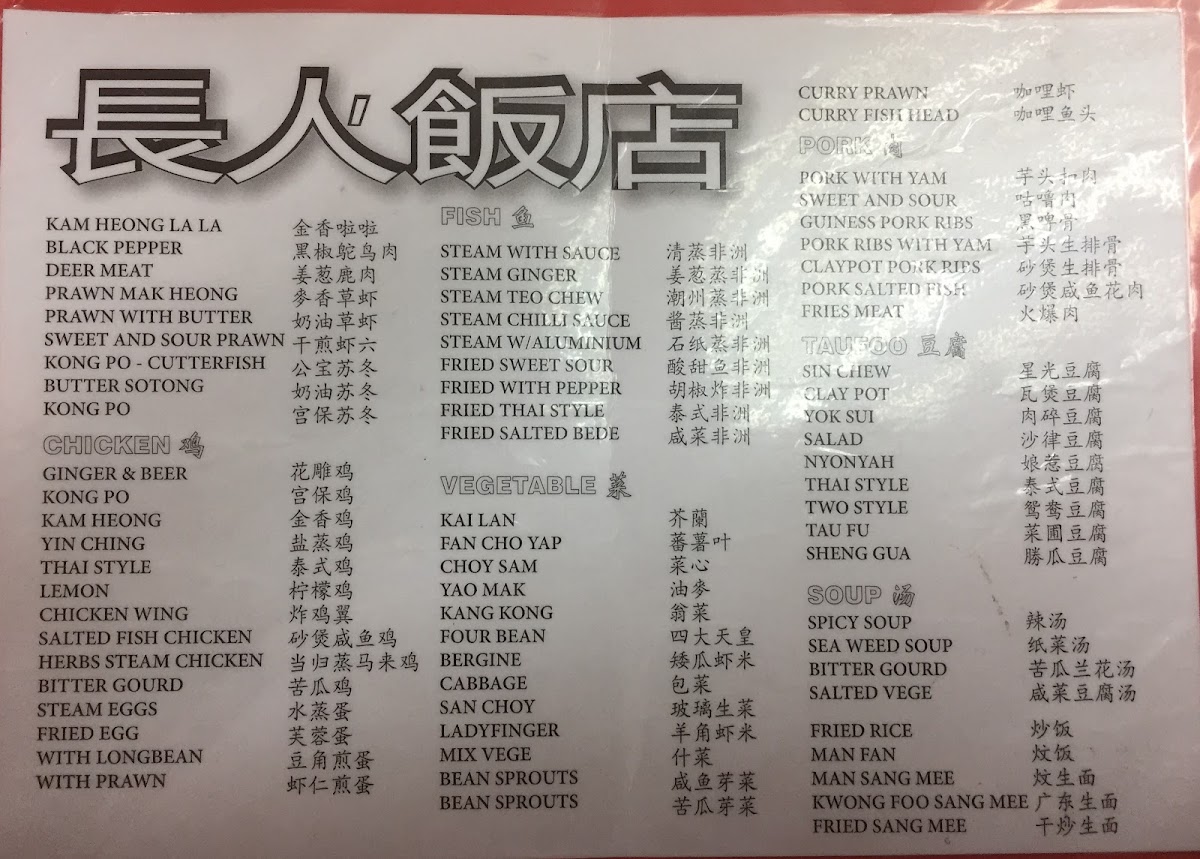 長人飯店
KAM HEONG LA LA 金香啦啦
BLACK PEPPER 黑椒鸵鸟肉
DEER MEAT 姜葱鹿肉
PRAWN MAK HEONG 麥香草虾
PRAWN WITH BUTTER 奶油草虾
SWEET AND SOUR PRAWN 干煎虾六
KONG PO - CUTTERFISH 公宝苏冬
BUTTER SOTONG 奶油苏冬
KONG PO 宫保苏冬
CHICKEN 鸡
GINGER & BEER 花雕鸡
KONG PO 宫保鸡
KAM HEONG 金香鸡
YIN CHING 盐蒸鸡
THAI STYLE 泰式鸡
LEMON 柠檬鸡
CHICKEN WING 炸鸡翼
SALTED FISH CHICKEN 砂煲咸鱼鸡
HERBS STEAM CHICKEN 当归蒸马来鸡
BITTER GOURD 苦瓜鸡
STEAM EGGS 水蒸蛋
FRIED EGG 芙蓉蛋
WITH LONGBEAN 豆角煎蛋
WITH PRAWN 虾仁煎蛋
FISH 鱼
STEAM WITH SAUCE 清蒸非洲
STEAM GINGER 姜葱蒸非洲
STEAM TEO CHEW 潮州蒸非洲
STEAM CHILLI SAUCE 酱蒸非洲
STEAM W/ALUMINIUM 石纸蒸非洲
FRIED SWEET SOUR 酸甜鱼非洲
FRIED WITH PEPPER 胡椒炸非洲
FRIED THAI STYLE 泰式非洲
FRIED SALTED BEDE 咸菜非洲
VEGETABLE 菜
KAI LAN 芥蘭
FAN CHO YAP 蕃薯叶
CHOY SAM 菜心
YAO MAK 油麥
KANG KONG 翁菜
FOUR BEAN 四大天皇
BERGINE 矮瓜虾米
CABBAGE 包菜
SAN CHOY 玻璃生菜
LADYFINGER 羊角虾米
MIX VEGE 什菜
BEAN SPROUTS 咸鱼芽菜
BEAN SPROUTS 苦瓜芽菜
CURRY PRAWN 咖哩虾
CURRY FISH HEAD 咖哩鱼头
PORK 肉
PORK WITH YAM 芋头扣肉
SWEET AND SOUR 咕噜肉
GUINESS PORK RIBS 黑啤骨
PORK RIBS WITH YAM 芋头生排骨
CLAYPOT PORK RIBS 砂煲生排骨
PORK SALTED FISH 砂煲咸鱼花肉
FRIES MEAT 火爆肉
TAUFOO 豆腐
SIN CHEW 星光豆腐
CLAY POT 瓦煲豆腐
YOK SUI 肉碎豆腐
SALAD 沙律豆腐
NYONYAH 娘惹豆腐
THAI STYLE 泰式豆腐
TWO STYLE 鸳鸯豆腐
TAU FU 菜圃豆腐
SHENG GUA 勝瓜豆腐
SOUP 汤
SPICY SOUP 辣汤
SEA WEED SOUP 纸菜汤
BITTER GOURD 苦瓜兰花汤
SALTED VEGE 咸菜豆腐汤
FRIED RICE 炒饭
MAN FAN 炆饭
MAN SANG MEE 炆生面
KWONG FOO SANG MEE 广东生面
FRIED SANG MEE 干炒生面